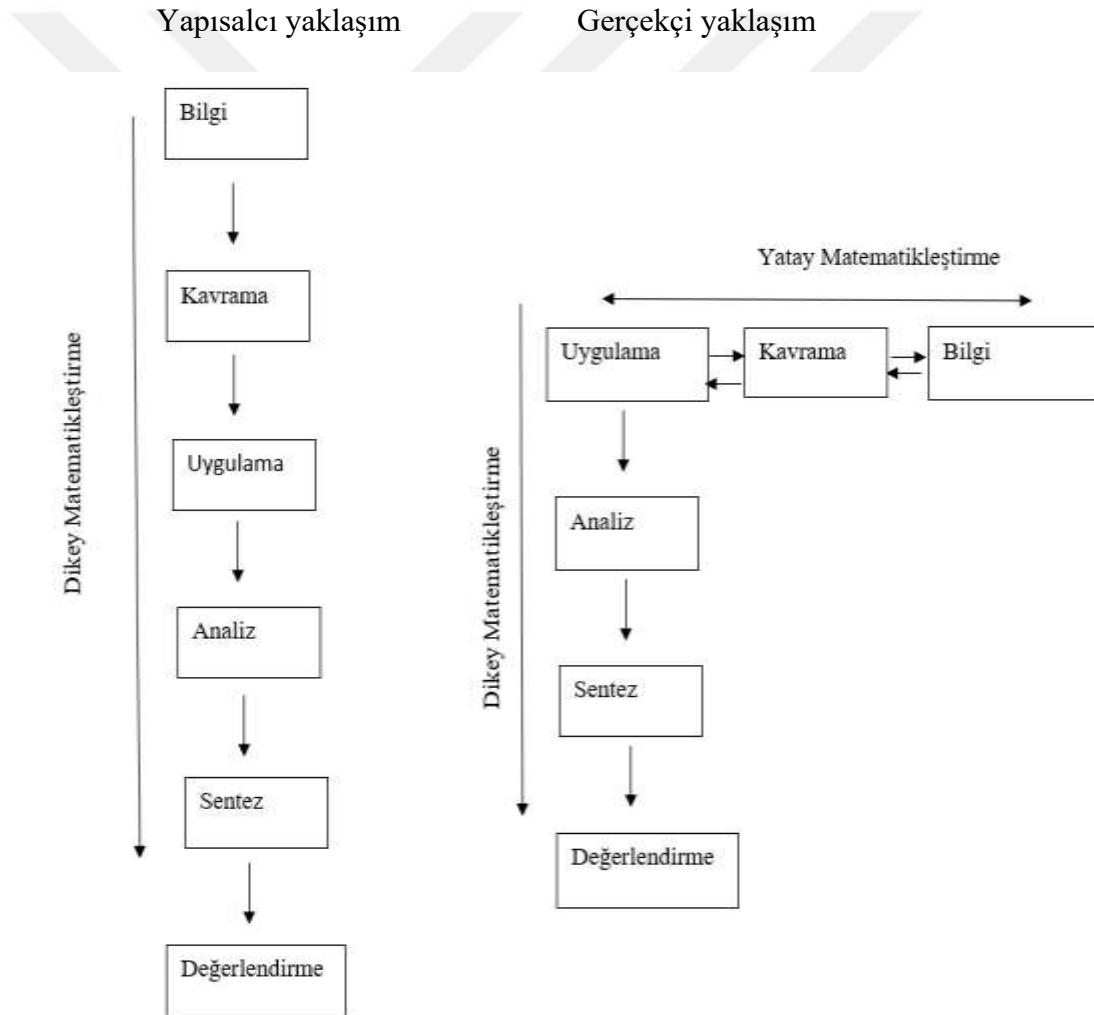 Yapısalcı yaklaşım
Gerçekçi yaklaşım
Dikey Matematikleştirme
Bilgi
Kavrama
Uygulama
Analiz
Sentez
Değerlendirme
Yatay Matematikleştirme
Dikey Matematikleştirme
Uygulama
Kavrama
Bilgi
Analiz
Sentez
Değerlendirme